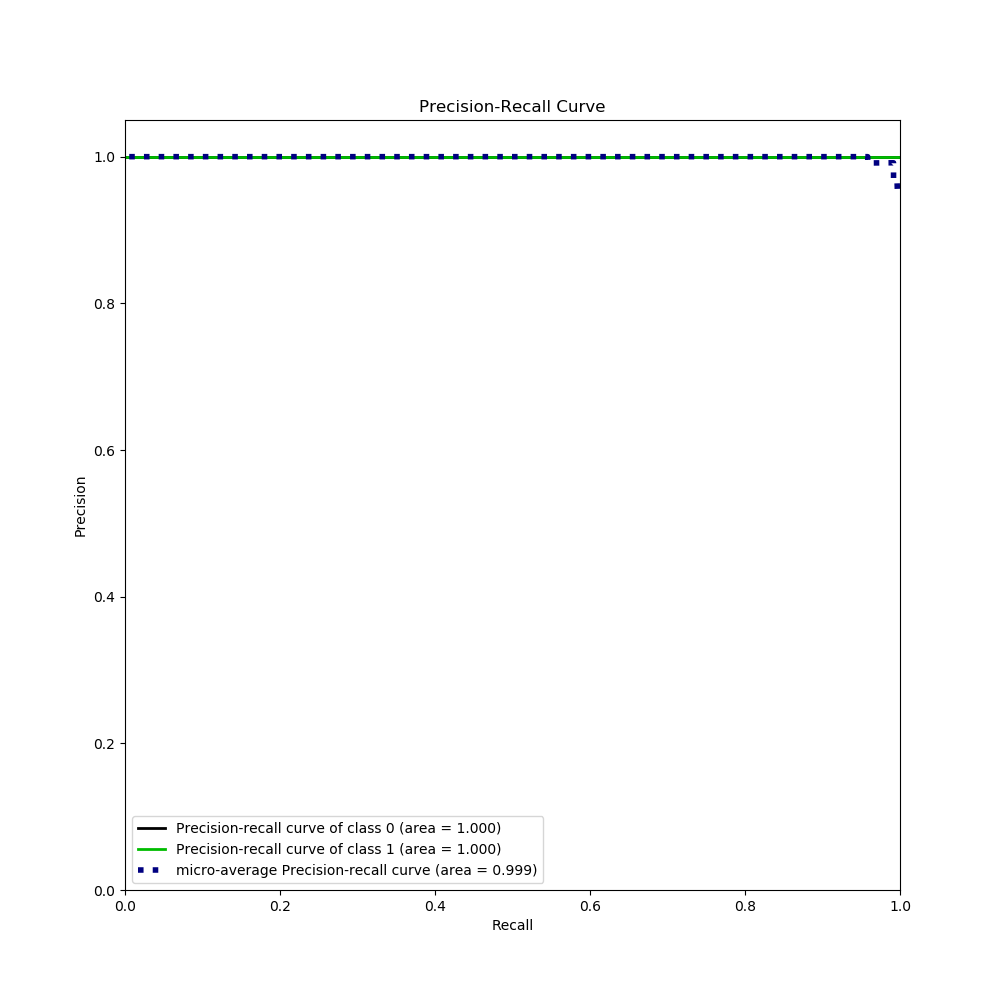 Precision-Recall Curve
1.0
0.8
0.6
0.4
0.2
0.0
Precision
Precision-recall curve of class 0 (area = 1.000)
Precision-recall curve of class 1 (area = 1.000)
micro-average Precision-recall curve (area = 0.999)
0.0 0.2 0.4 0.6 0.8 1.0
Recall